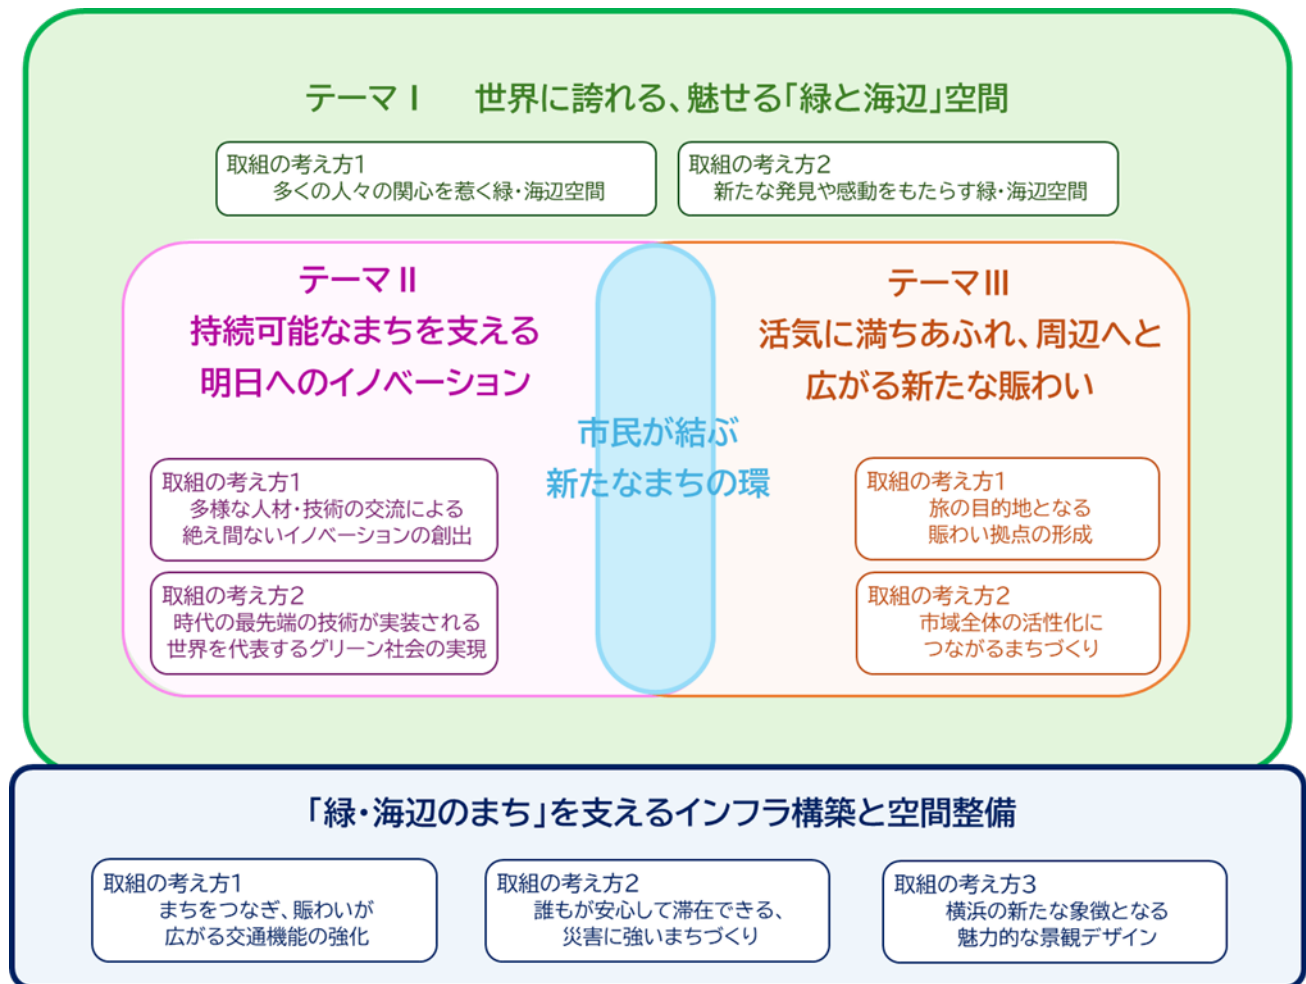 テーマⅠ　世界に誇れる、魅せる「緑と海辺」空間
取組の考え方1
多くの人々の関心を惹く緑・海辺空間
取組の考え方2
新たな発見や感動をもたらす緑・海辺空間
テーマⅡ
持続可能なまちを支える
明日へのイノベーション
取組の考え方1
多様な人材・技術の交流による
絶え間ないイノベーションの創出
取組の考え方2
時代の最先端の技術が実装される
世界を代表するグリーン社会の実現
市民が結ぶ
新たなまちの環
テーマⅢ
活気に満ちあふれ、周辺へと
広がる新たな賑わい
取組の考え方1
旅の目的地となる
賑わい拠点の形成
取組の考え方2
市域全体の活性化に
つながるまちづくり
「緑・海辺のまち」を支えるインフラ構築と空間整備
取組の考え方1
まちをつなぎ、賑わいが
広がる交通機能の強化
取組の考え方2
誰もが安心して滞在できる、
災害に強いまちづくり
取組の考え方3
横浜の新たな象徴となる
魅力的な景観デザイン